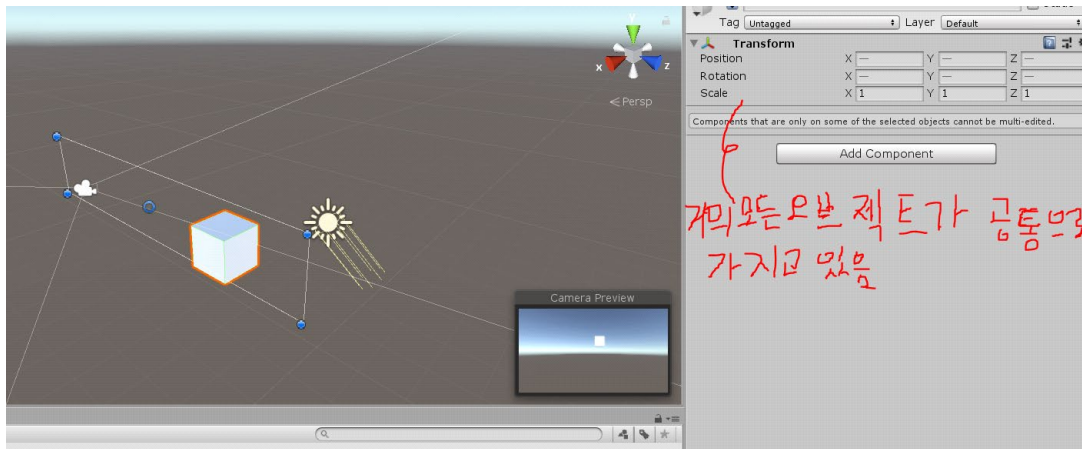 Tag Untagged Layer Default
Transform
Position X — Y — Z —
Rotation X — Y — Z —
Scale X 1 Y 1 Z 1
Components that are only on some of the selected objects cannot be multi-edited.
Add Component
y
x z
Persp
거의 모든 오브젝트가 공통으로
가지고 있음
Camera Preview